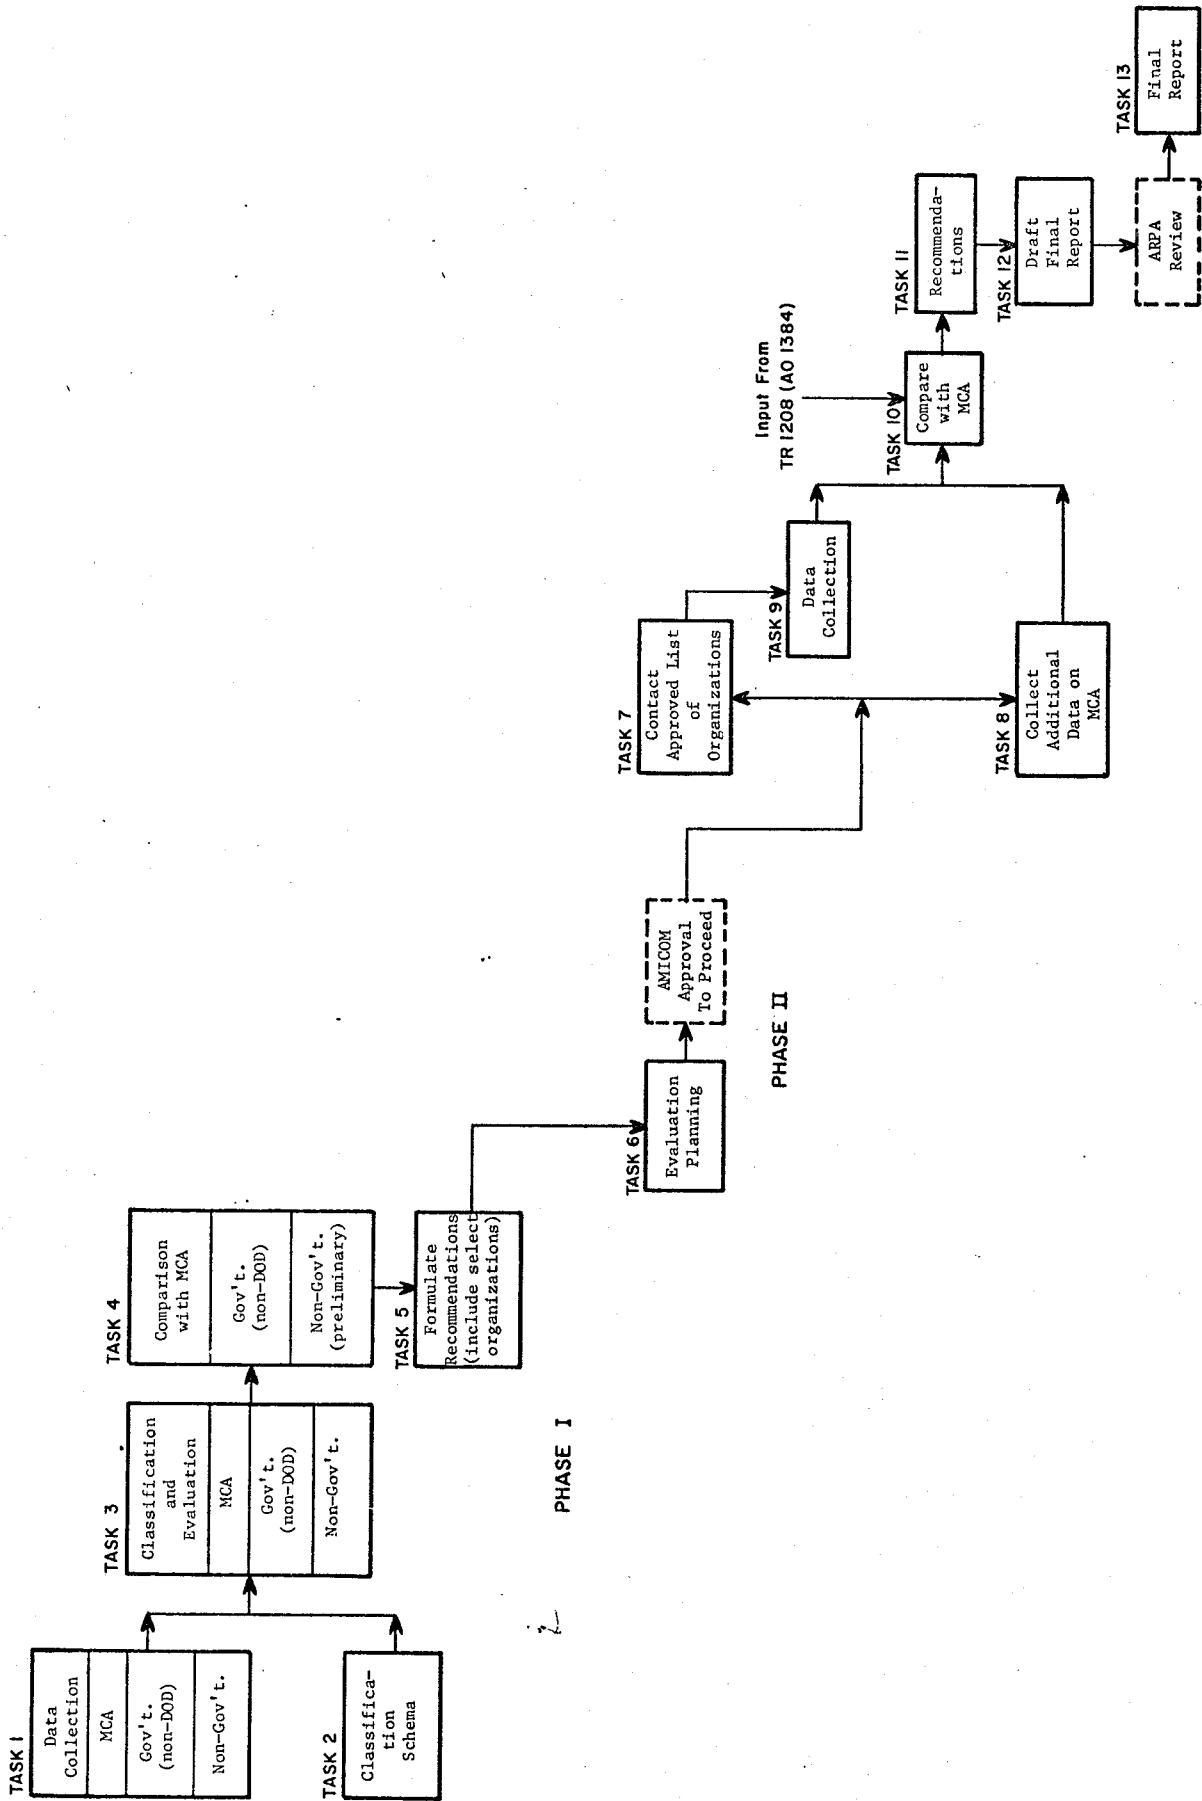 TASK 1
Data
Collection
MCA
Gov't.
(non-DOD)
Non-Gov't.
TASK 2
Classifica-
tion
Schema
TASK 3
Classification
and
Evaluation
MCA
Gov't.
(non-DOD)
Non-Gov't.
TASK 4
Comparison
with MCA
Gov't.
(non-DOD)
Non-Gov't.
(preliminary)
TASK 5
Formulate
Recommendations
(include select
organizations)
PHASE I
TASK 6
Evaluation
Planning
AMICOM
Approval
To Proceed
PHASE II
TASK 7
Contact
Approved List
of
Organizations
TASK 8
Collect
Additional
Data on
MCA
TASK 9
Data
Collection
Input From
TR 1208 (AO 1384)
TASK 10
Compare
with
MCA
TASK 11
Recommenda-
tions
TASK 12
Draft
Final
Report
ARPA
Review
TASK 13
Final
Report